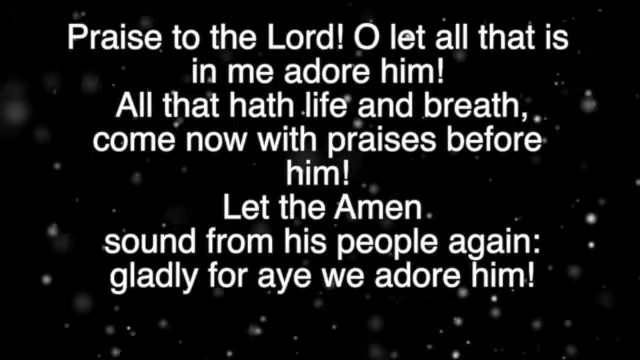 Praise to the Lord! O let all that is
in me adore him!
All that hath life and breath,
come now with praises before
him!
Let the Amen
sound from his people again:
gladly for aye we adore him!